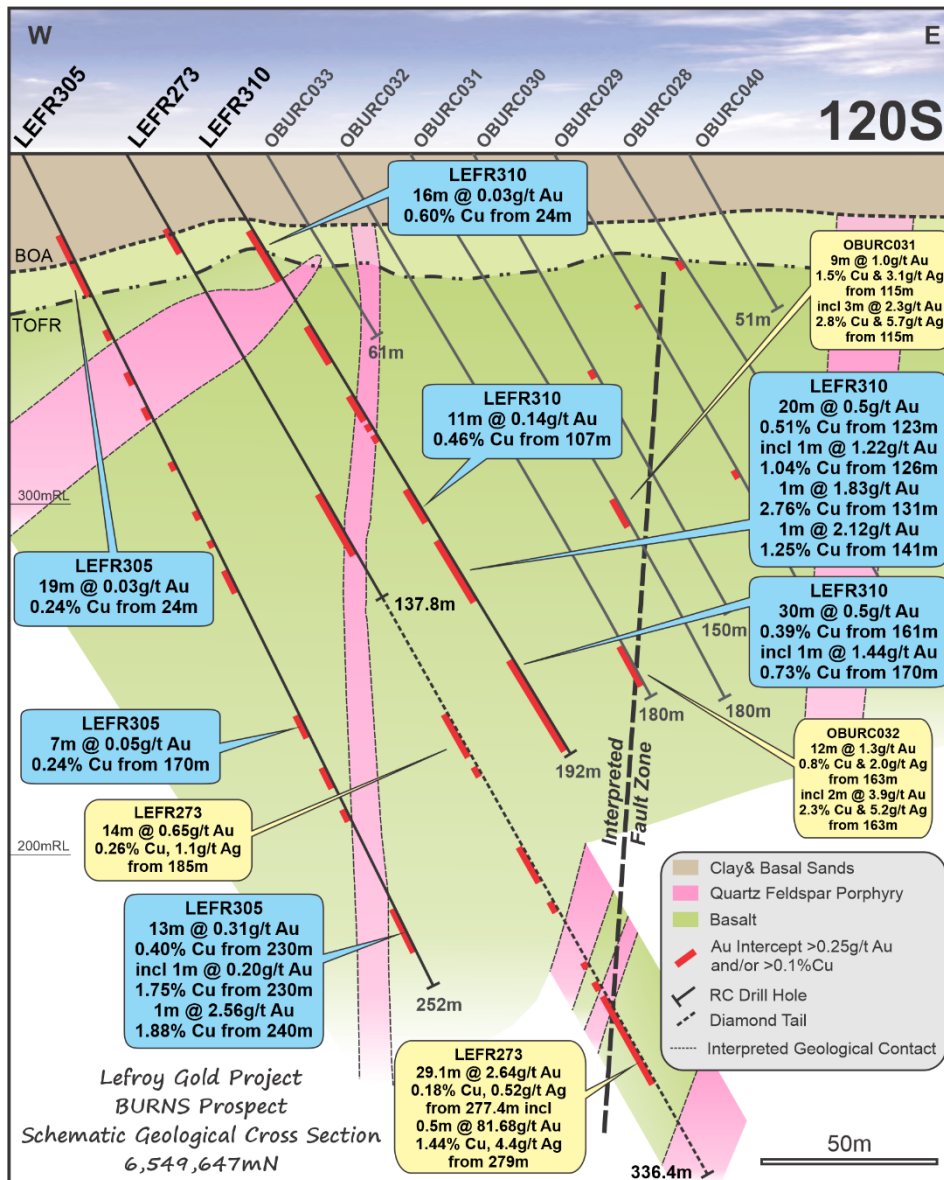 W
E
LEFR305
LEFR273
LEFR310
OBURC033
OBURC032
OBURC031
OBURC030
OBURC029
OBURC028
OBURC040
120S
LEFR310
16m @ 0.03g/t Au
0.60% Cu from 24m
BOA
TOFR
OBURC031
9m @ 1.0g/t Au
1.5% Cu & 3.1g/t Ag
from 115m
incl 3m @ 2.3g/t Au
2.8% Cu & 5.7g/t Ag
from 115m
51m
61m
LEFR310
11m @ 0.14g/t Au
0.46% Cu from 107m
LEFR310
20m @ 0.5g/t Au
0.51% Cu from 123m
incl 1m @ 1.22g/t Au
1.04% Cu from 126m
1m @ 1.83g/t Au
2.76% Cu from 131m
1m @ 2.12g/t Au
1.25% Cu from 141m
300mRL
LEFR305
19m @ 0.03g/t Au
0.24% Cu from 24m
137.8m
150m
LEFR310
30m @ 0.5g/t Au
0.39% Cu from 161m
incl 1m @ 1.44g/t Au
0.73% Cu from 170m
180m
180m
LEFR305
7m @ 0.05g/t Au
0.24% Cu from 170m
192m
Interpreted
Fault Zone
OBURC032
12m @ 1.3g/t Au
0.8% Cu & 2.0g/t Ag
from 163m
incl 2m @ 3.9g/t Au
2.3% Cu & 5.2g/t Ag
from 163m
LEFR273
14m @ 0.65g/t Au
0.26% Cu, 1.1g/t Ag
from 185m
200mRL
LEFR305
13m @ 0.31g/t Au
0.40% Cu from 230m
incl 1m @ 0.20g/t Au
1.75% Cu from 230m
1m @ 2.56g/t Au
1.88% Cu from 240m
252m
Clay& Basal Sands
Quartz Feldspar Porphyry
Basalt
Au Intercept >0.25g/t Au
and/or >0.1%Cu
RC Drill Hole
Diamond Tail
Interpreted Geological Contact
LEFR273
29.1m @ 2.64g/t Au
0.18% Cu, 0.52g/t Ag
from 277.4m incl
0.5m @ 81.68g/t Au
1.44% Cu, 4.4g/t Ag
from 279m
Lefroy Gold Project
BURNS Prospect
Schematic Geological Cross Section
6,549,647mN
336.4m
50m